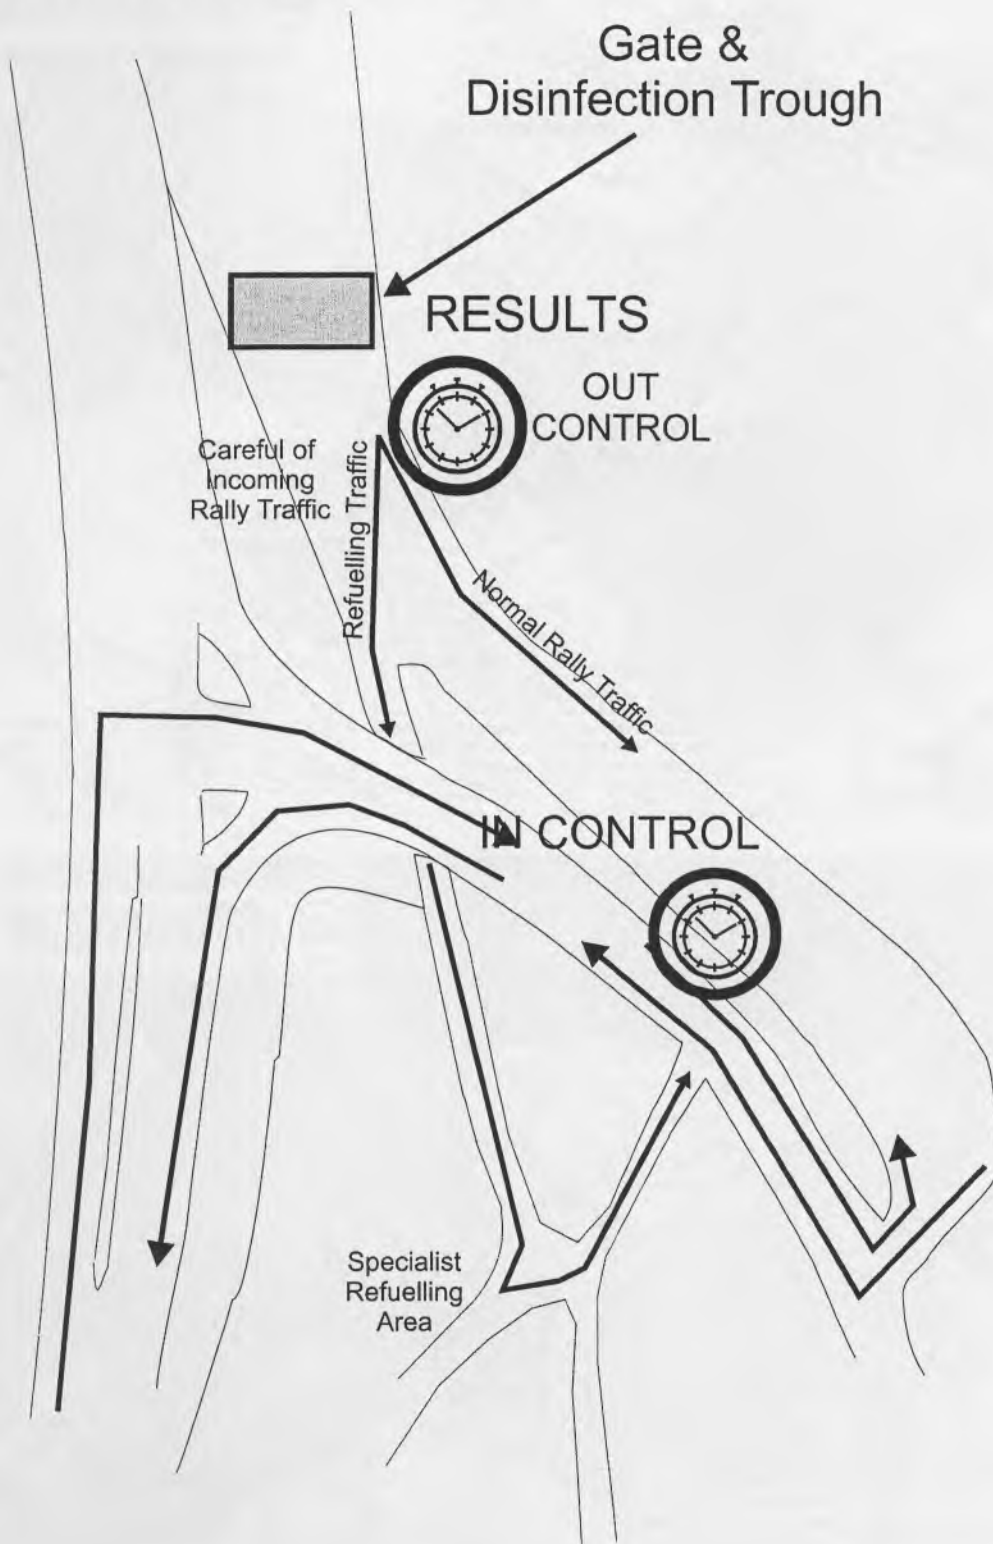 Gate &
Disinfection Trough
RESULTS
OUT
CONTROL
Careful of
Incoming
Rally Traffic
Refuelling Traffic
Normal Rally Traffic
IN CONTROL
Specialist
Refuelling
Area